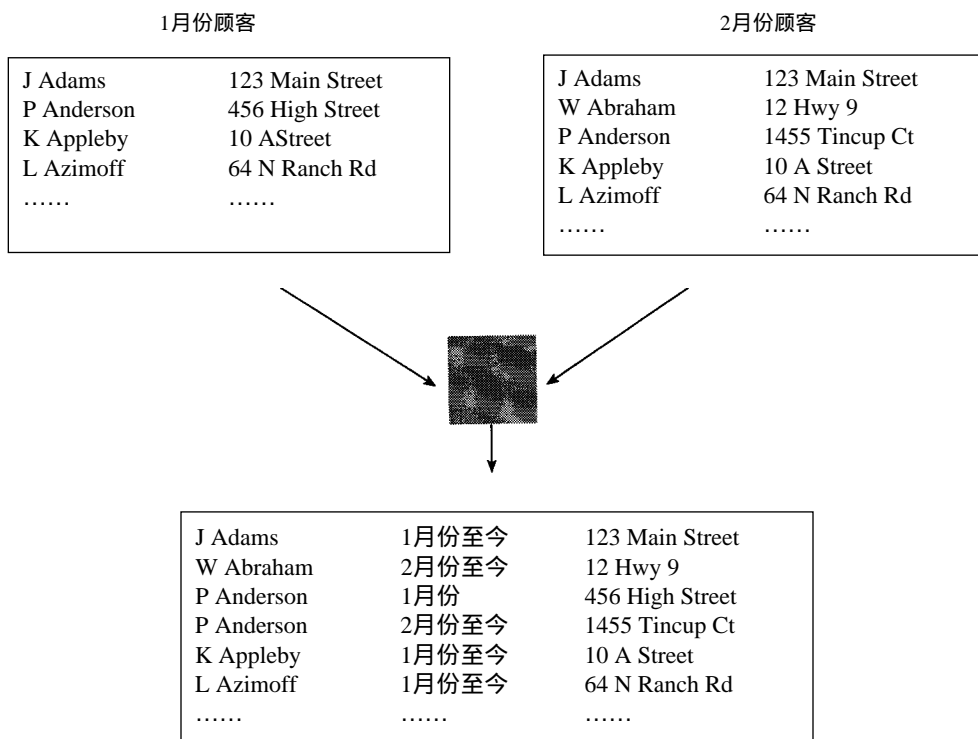 1月份顾客
J Adams 123 Main Street
P Anderson 456 High Street
K Appleby 10 AStreet
L Azimoff 64 N Ranch Rd
…… ……
2月份顾客
J Adams 123 Main Street
W Abraham 12 Hwy 9
P Anderson 1455 Tincup Ct
K Appleby 10 A Street
L Azimoff 64 N Ranch Rd
…… ……
J Adams 1月份至今 123 Main Street
W Abraham 2月份至今 12 Hwy 9
P Anderson 1月份 456 High Street
P Anderson 2月份至今 1455 Tincup Ct
K Appleby 1月份至今 10 A Street
L Azimoff 1月份至今 64 N Ranch Rd
…… …… ……